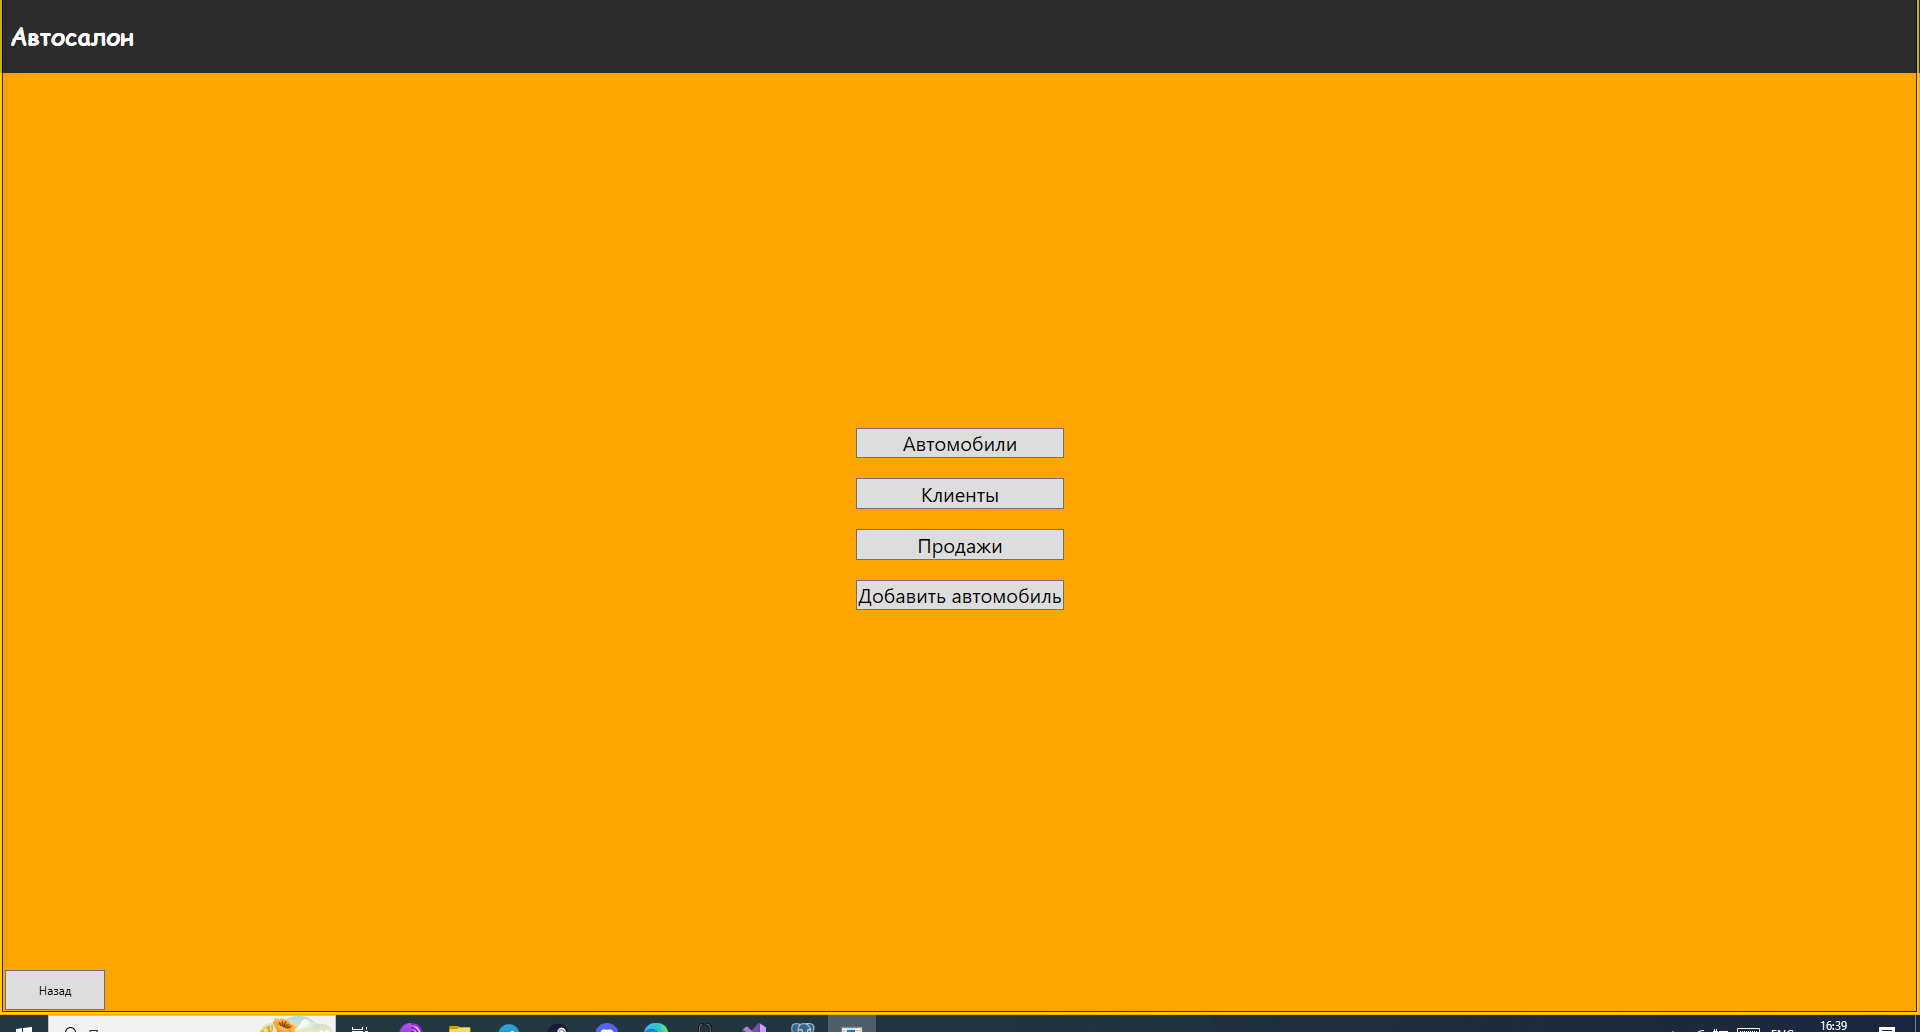 Автосалон
Автомобили
Клиенты
Продажи
Добавить автомобиль
Назад
16:39